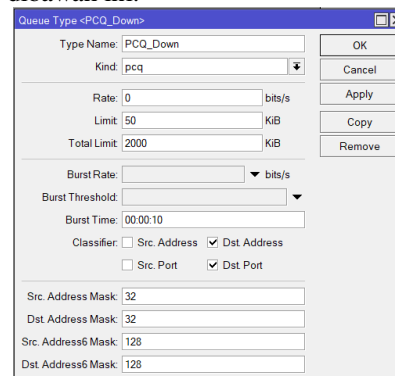 Queue Type <PCQ_Down>
Type Name: PCQ_Down OK
Kind: pcq Cancel
Rate: 0 bits/s Apply
Limit: 50 KiB Copy
Total Limit: 2000 KiB Remove
Burst Rate: bits/s
Burst Threshold:
Burst Time: 00:00:10
Classifier: Src. Address Dst. Address
Src. Port Dst. Port
Src. Address Mask: 32
Dst. Address Mask: 32
Src. Address6 Mask: 128
Dst. Address6 Mask: 128